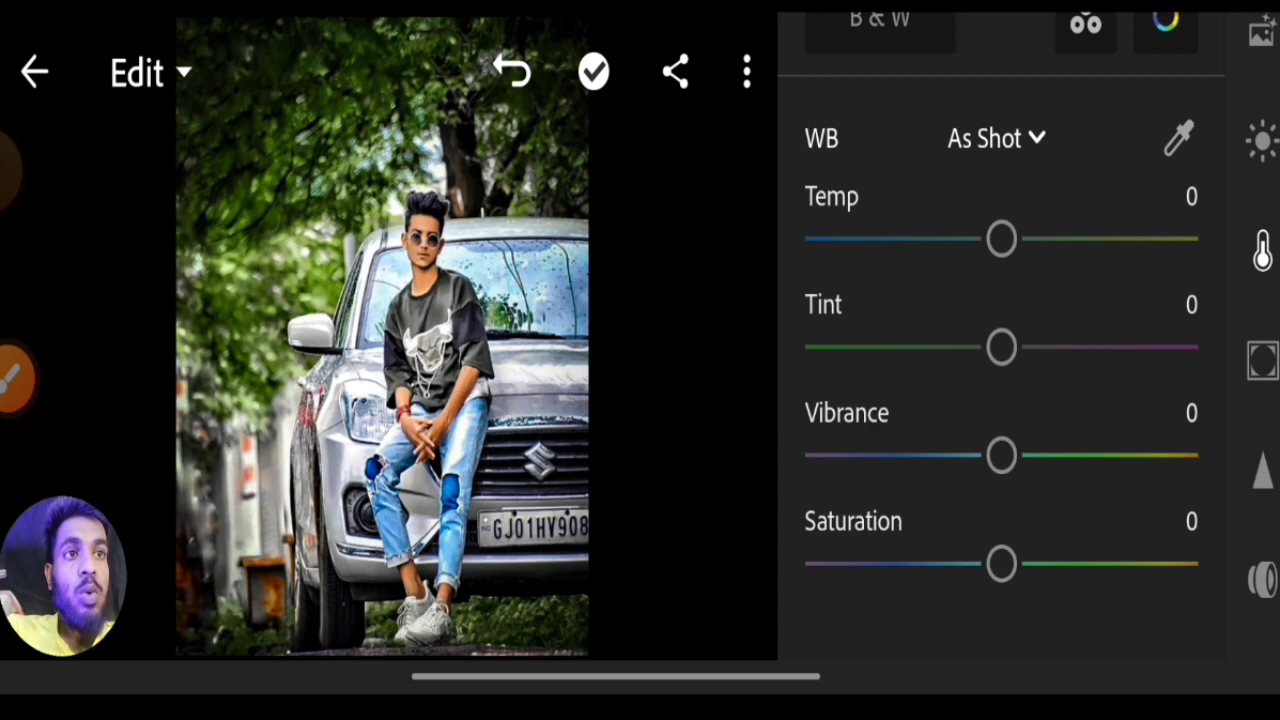 B & W
Edit
WB As Shot
Temp 0
Tint 0
Vibrance 0
Saturation 0
GJ01HV908